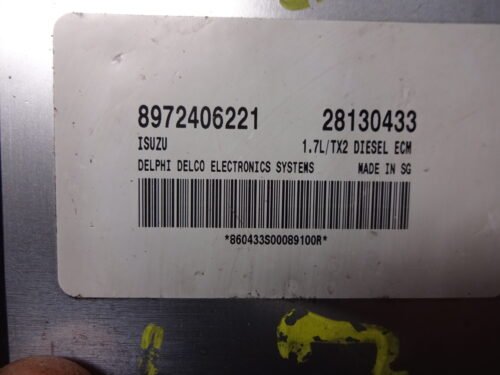 8972406221 28130433
ISUZU 1.7L/TX2 DIESEL ECM
DELPHI DELCO ELECTRONICS SYSTEMS MADE IN SG
*860433S00089100R*